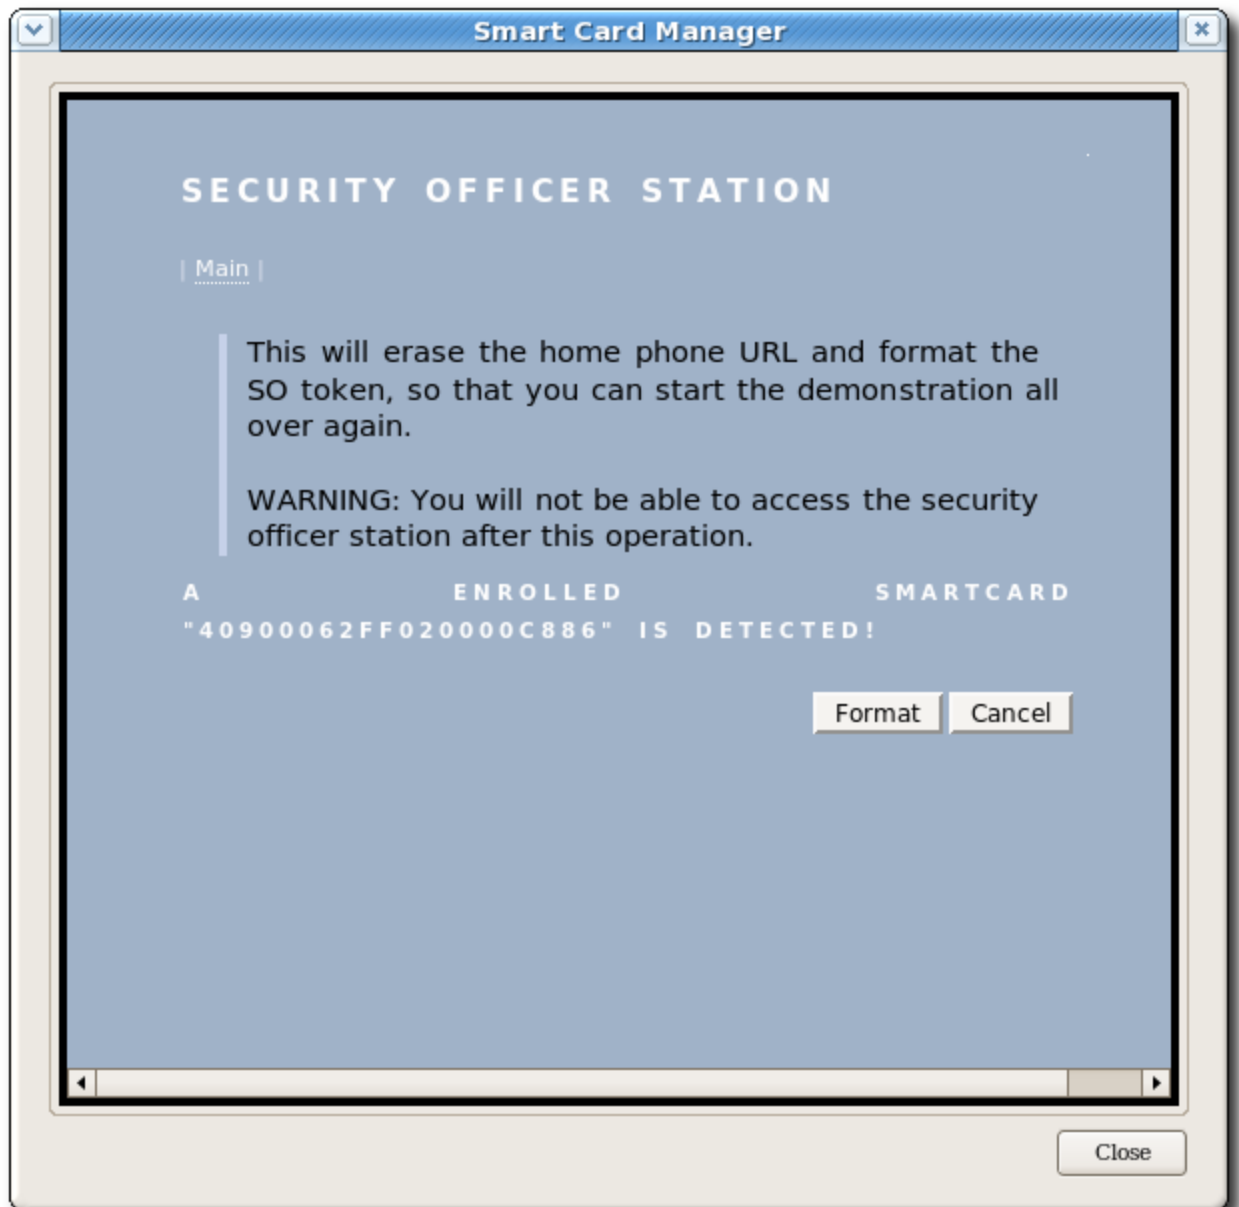 Smart Card Manager
SECURITY OFFICER STATION
| Main |
This will erase the home phone URL and format the
SO token, so that you can start the demonstration all
over again.
WARNING: You will not be able to access the security
officer station after this operation.
A ENROLLED SMARTCARD
"40900062FF020000C886" IS DETECTED!
Format Cancel
Close